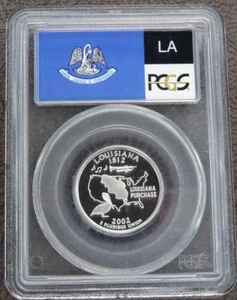 LA
PCGS
LOUISIANA
1812
LOUISIANA
PURCHASE
2002
E PLURIBUS UNUM